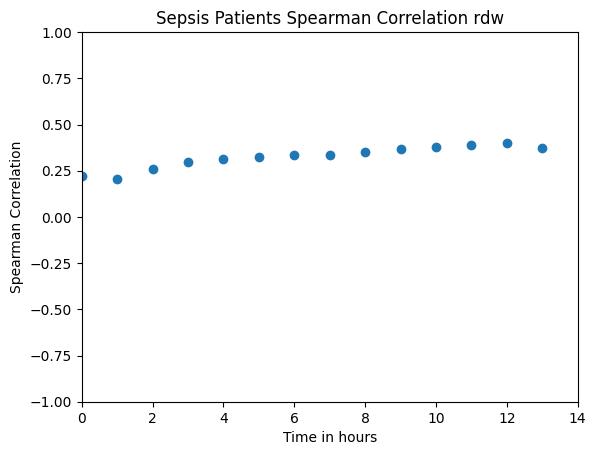 Sepsis Patients Spearman Correlation rdw
1.00
0.75
0.50
0.25
0.00
−0.25
−0.50
−0.75
−1.00
Spearman Correlation
0 2 4 6 8 10 12 14
Time in hours